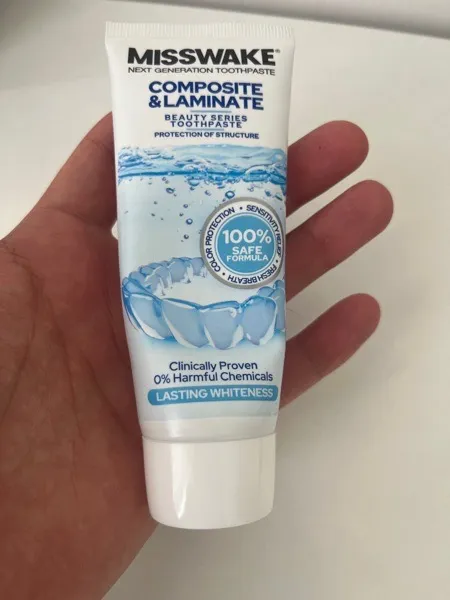 MISSWAKE®
NEXT GENERATION TOOTHPASTE
COMPOSITE
&LAMINATE
BEAUTY SERIES
TOOTHPASTE
PROTECTION OF STRUCTURE
COLOR PROTECTION • SENSITIVITY • FRESH BREATH •
100%
SAFE
FORMULA
Clinically Proven
0% Harmful Chemicals
LASTING WHITENESS